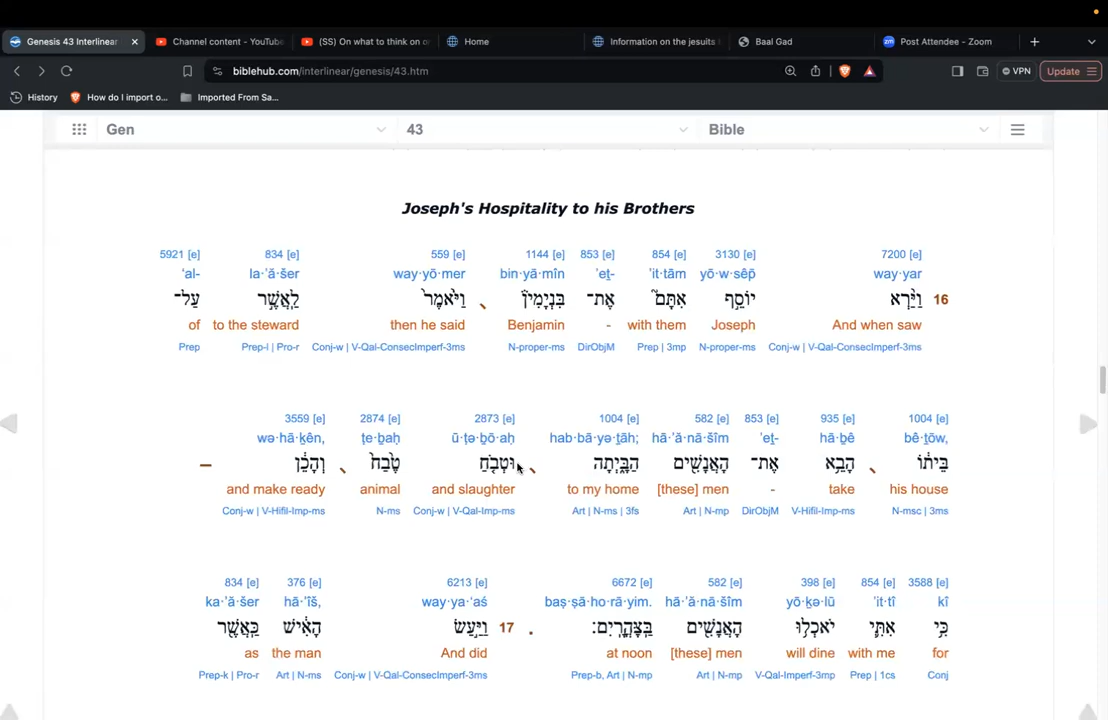 Genesis 43 Interlinear
Channel content - YouTube
(SS) On what to think on o
Home
Information on the jesuits
Baal Gad
Post Attendee - Zoom
biblehub.com/interlinear/genesis/43.htm
VPN
Update
History
How do I import o...
Imported From Sa...
Gen
43
Bible
Joseph's Hospitality to his Brothers
5921 [e] 834 [e] 559 [e] 1144 [e] 853 [e] 854 [e] 3130 [e] 7200 [e]
'al- la·'ă·šer way·yō·mer bin·yā·mîn 'eṯ- 'it·tām yō·w·sêp̄ way·yar
16 וַיַּ֨רְא יוֹסֵ֣ף אִתָּם֮ אֶת־ בִּנְיָמִין֒ 、 וַיֹּ֙אמֶר֙ לַֽאֲשֶׁ֣ר עַל־
of to the steward then he said Benjamin - with them Joseph And when saw
Prep Prep-l | Pro-r Conj-w | V-Qal-ConsecImperf-3ms N-proper-ms DirObjM Prep | 3mp N-proper-ms Conj-w | V-Qal-ConsecImperf-3ms
3559 [e] 2874 [e] 2873 [e] 1004 [e] 582 [e] 853 [e] 935 [e] 1004 [e]
wə·hā·ḵên, ṭe·ḇaḥ ū·ṭə·ḇō·aḥ hab·bā·yə·ṯāh; hā·'ă·nā·šîm 'eṯ- hā·ḇê bê·ṯōw,
בֵּית֔וֹ 、 הָבֵ֥א אֶת־ הָאֲנָשִׁ֖ים הַבָּ֑יְתָה 、 וּטְבֹ֤חַ טֶ֙בַח֙ 、 וְהָכֵ֔ן –
and make ready animal and slaughter to my home [these] men - take his house
Conj-w | V-Hifil-Imp-ms N-ms Conj-w | V-Qal-Imp-ms Art | N-ms | 3fs Art | N-mp DirObjM V-Hifil-Imp-ms N-msc | 3ms
834 [e] 376 [e] 6213 [e] 6672 [e] 582 [e] 398 [e] 854 [e] 3588 [e]
ka·'ă·šer hā·'îš, way·ya·'aś baṣ·ṣā·ho·rā·yim. hā·'ă·nā·šîm yō·ḵə·lū 'it·tî kî
כִּ֥י אִתִּ֛י יֹאכְל֥וּ הָאֲנָשִׁ֖ים בַּֽצָּהֳרָֽיִם׃ . 17 וַיַּ֣עַשׂ הָאִ֔ישׁ כַּֽאֲשֶׁ֖ר
as the man And did at noon [these] men will dine with me for
Prep-k | Pro-r Art | N-ms Conj-w | V-Qal-ConsecImperf-3ms Prep-b, Art | N-mp Art | N-mp V-Qal-Imperf-3mp Prep | 1cs Conj